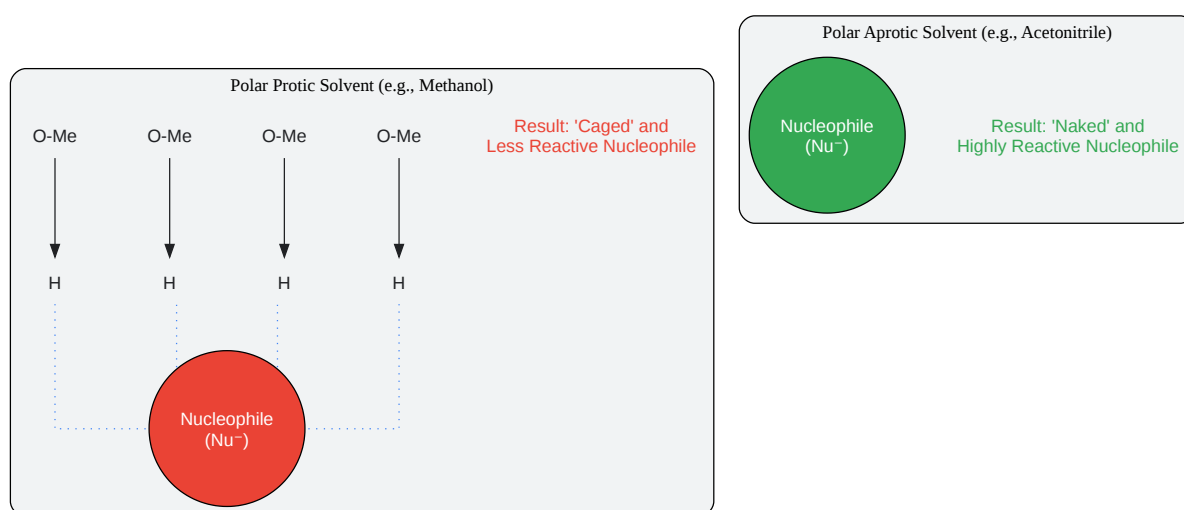 Polar Protic Solvent (e.g., Methanol)
O-Me
O-Me
O-Me
O-Me
Result: 'Caged' and
Less Reactive Nucleophile
H
H
H
H
Nucleophile
(Nu⁻)
Polar Aprotic Solvent (e.g., Acetonitrile)
Nucleophile
(Nu⁻)
Result: 'Naked' and
Highly Reactive Nucleophile